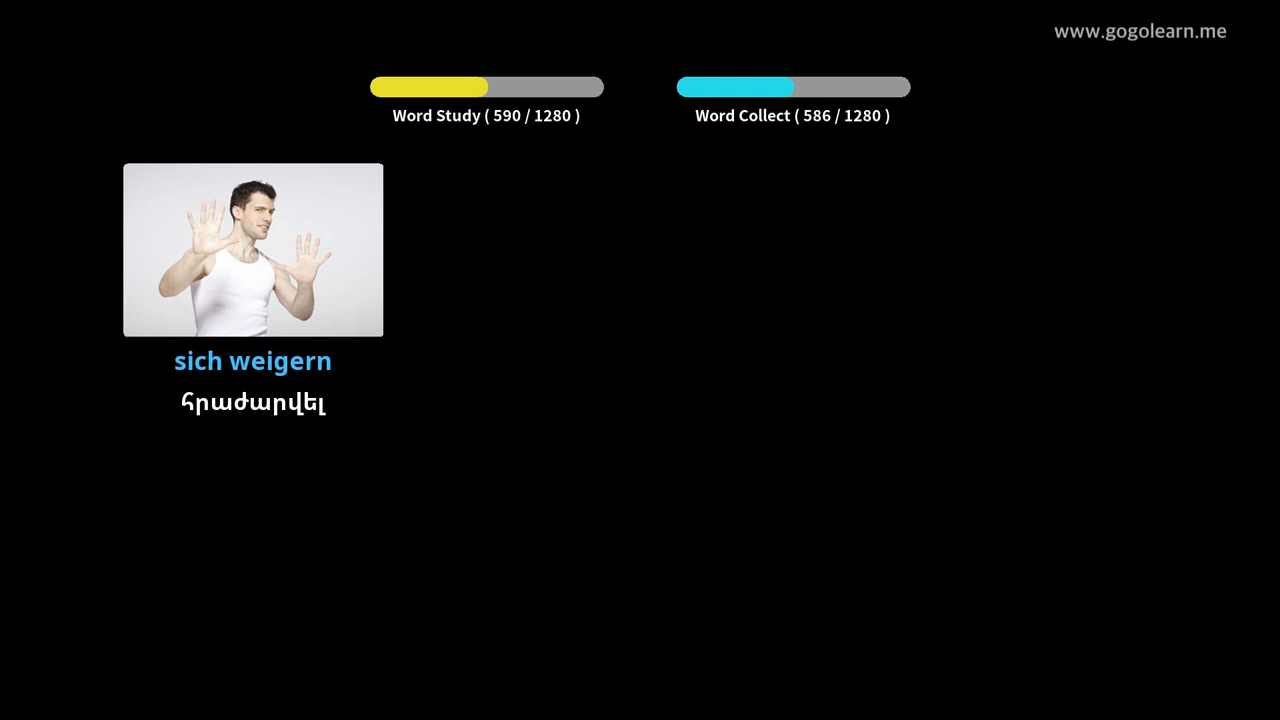 www.gogolearn.me
Word Study ( 590 / 1280 )
Word Collect ( 586 / 1280 )
sich weigern
հրաժարվել